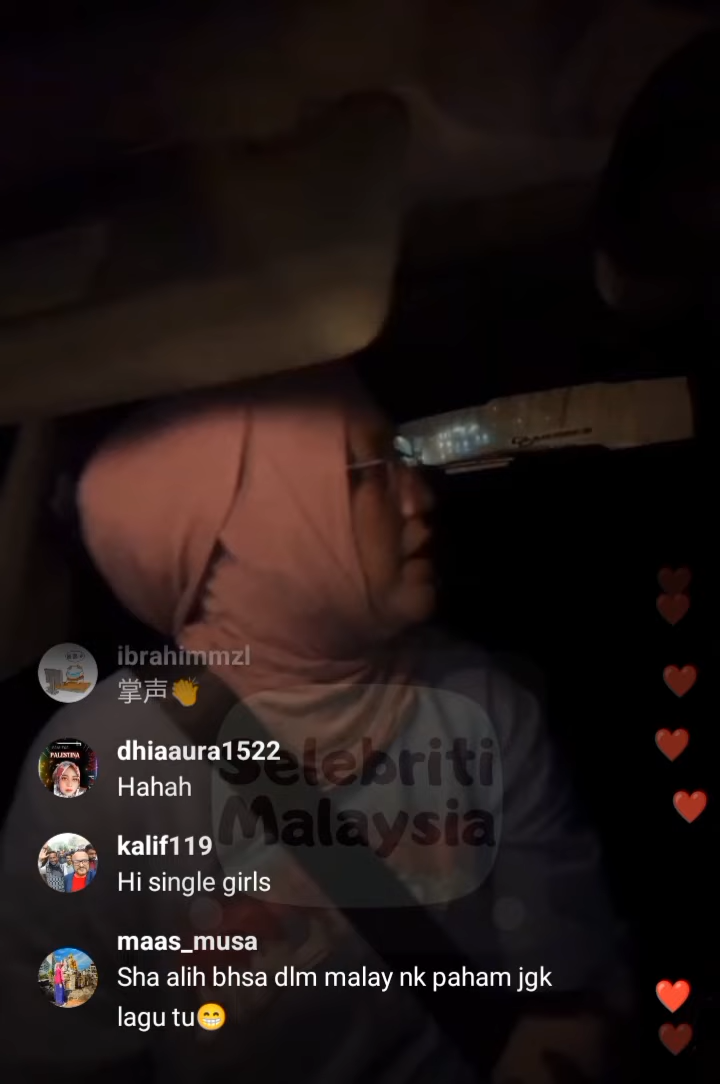 ibrahimmzl
掌声👏
dhiaaura1522
Hahah
kalif119
Hi single girls
maas_musa
Sha alih bhsa dlm malay nk paham jgk
lagu tu😁
Selebriti
Malaysia
PALESTINA